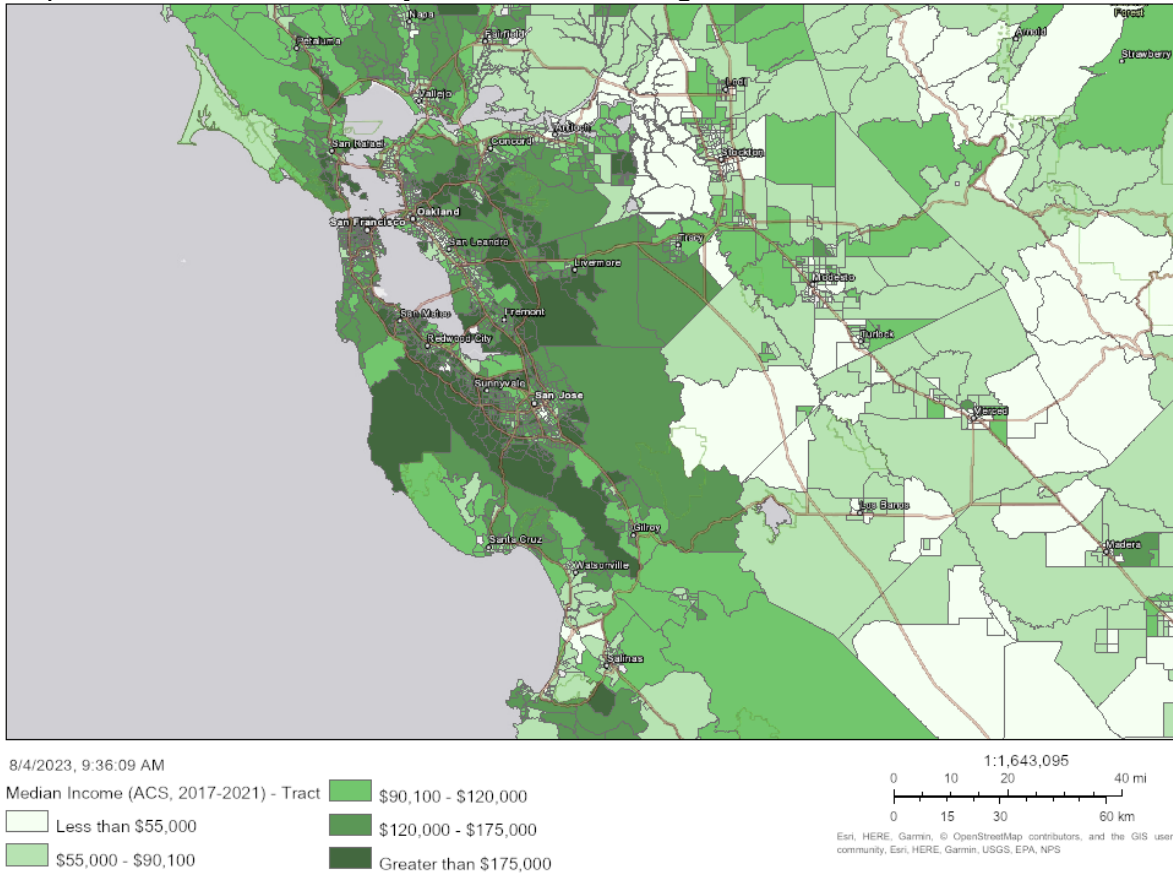 Napa
Petaluma
Fairfield
Forest
Arnold
Strawberry
Vallejo
Lodi
Antioch
San Rafael
Concord
Stockton
Oakland
San Francisco
San Leandro
Tracy
Livermore
Modesto
San Mateo
Fremont
Redwood City
Turlock
Sunnyvale
San Jose
Merced
Los Banos
Gilroy
Santa Cruz
Madera
Watsonville
Salinas
8/4/2023, 9:36:09 AM
Median Income (ACS, 2017-2021) - Tract
Less than $55,000
$55,000 - $90,100
$90,100 - $120,000
$120,000 - $175,000
Greater than $175,000
1:1,643,095
0 10 20 40 mi
0 15 30 60 km
Esri, HERE, Garmin, © OpenStreetMap contributors, and the GIS user
community, Esri, HERE, Garmin, USGS, EPA, NPS